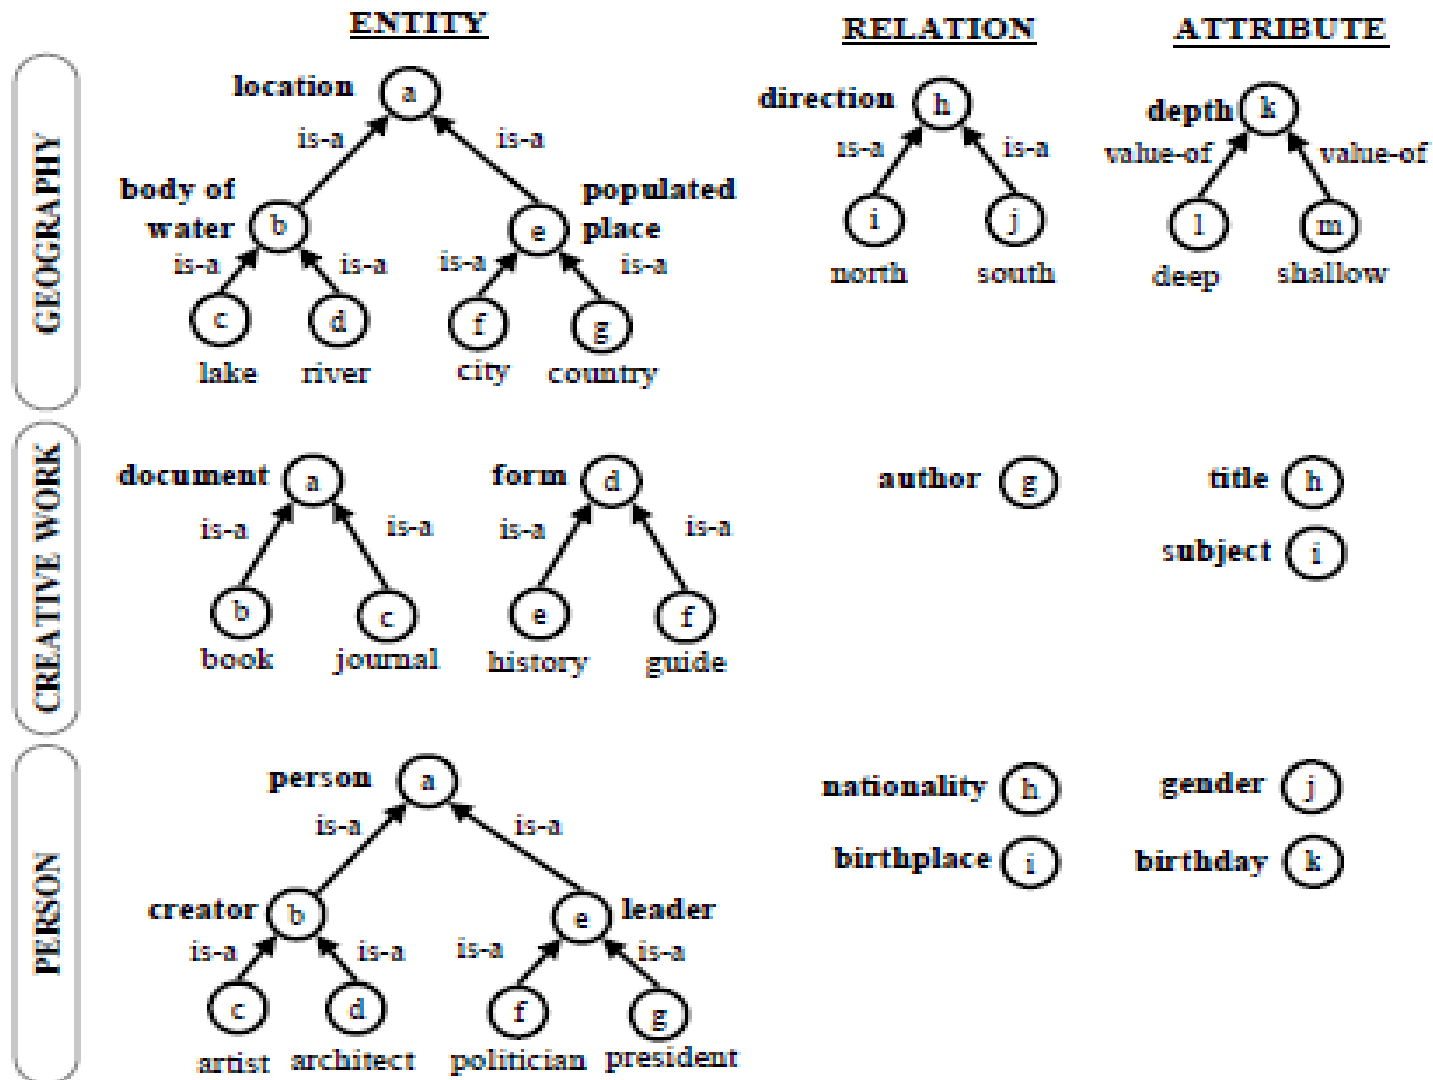 ENTITY RELATION ATTRIBUTE
GEOGRAPHY
location a direction h depth k
is-a is-a is-a is-a value-of value-of
body of populated
water b e place i j l m
is-a is-a is-a is-a north south deep shallow
c d f g
lake river city country
CREATIVE WORK
document a form d author g title h
is-a is-a is-a is-a subject i
b c e f
book journal history guide
PERSON
person a nationality h gender j
is-a is-a birthplace i birthday k
creator b e leader
is-a is-a is-a is-a
c d f g
artist architect politician president